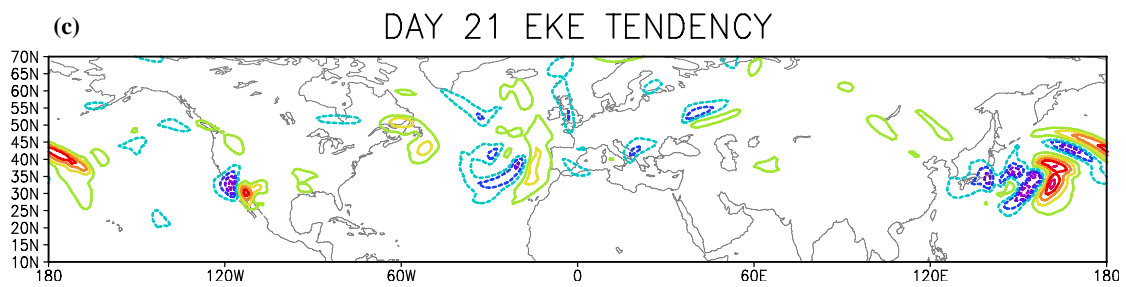 (c) DAY 21 EKE TENDENCY
70N
65N
60N
55N
50N
45N
40N
35N
30N
25N
20N
15N
10N
180 120W 60W 0 60E 120E 180